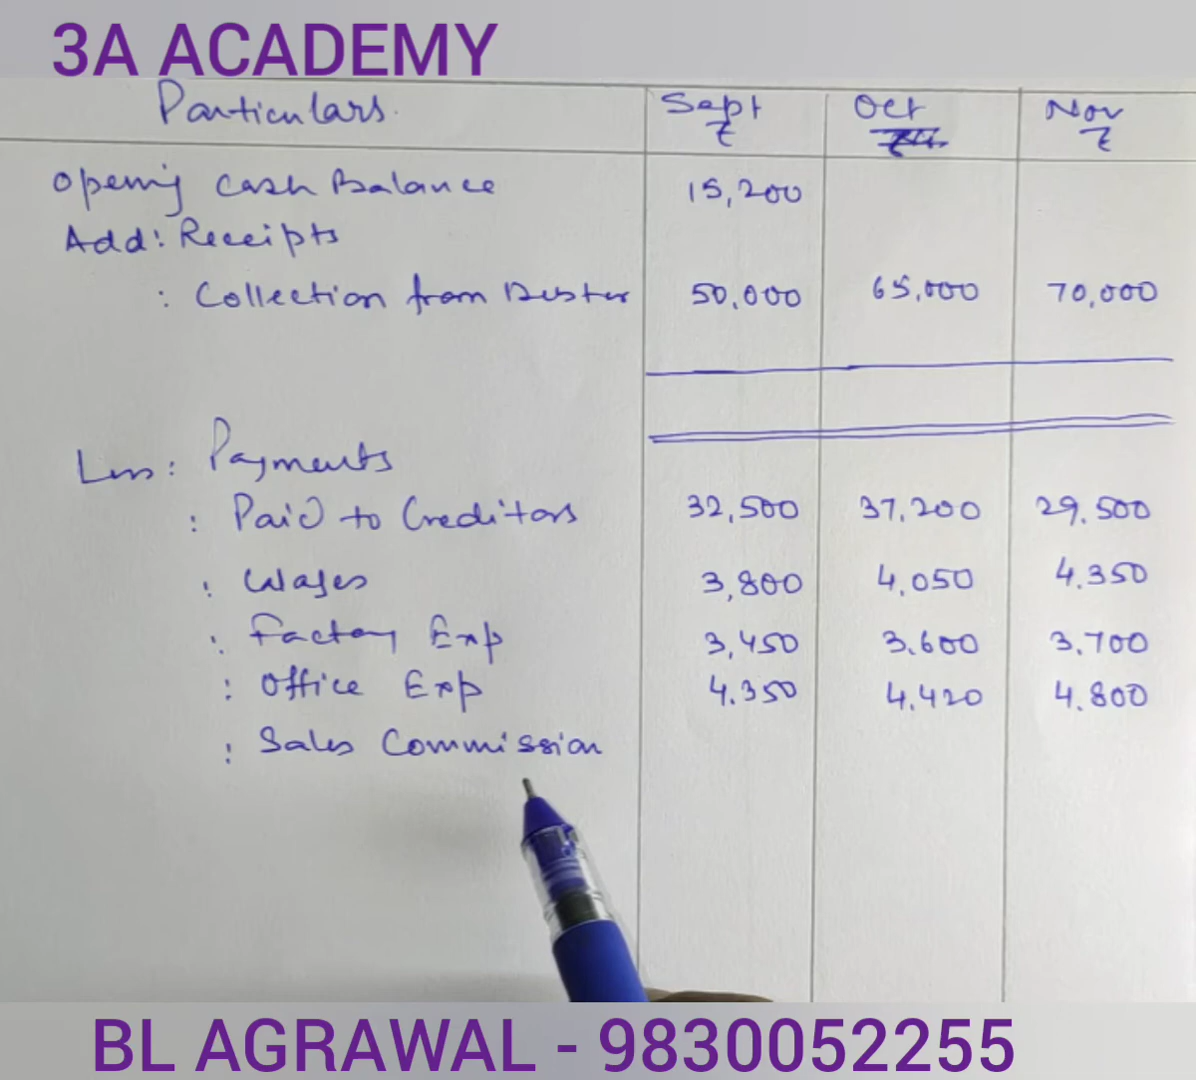 3A ACADEMY
Particulars. Sept Oct Nov
₹ ₹
Opening Cash Balance 15,200
Add: Receipts
: Collection from 50,000 65,000 70,000
Less: Payments
: Paid to Creditors 32,500 37,200 29.500
: Wages 3,800 4,050 4.350
: Factory Exp 3,450 3.600 3.700
: Office Exp 4.350 4,420 4.800
: Sales Commission
BL AGRAWAL - 9830052255